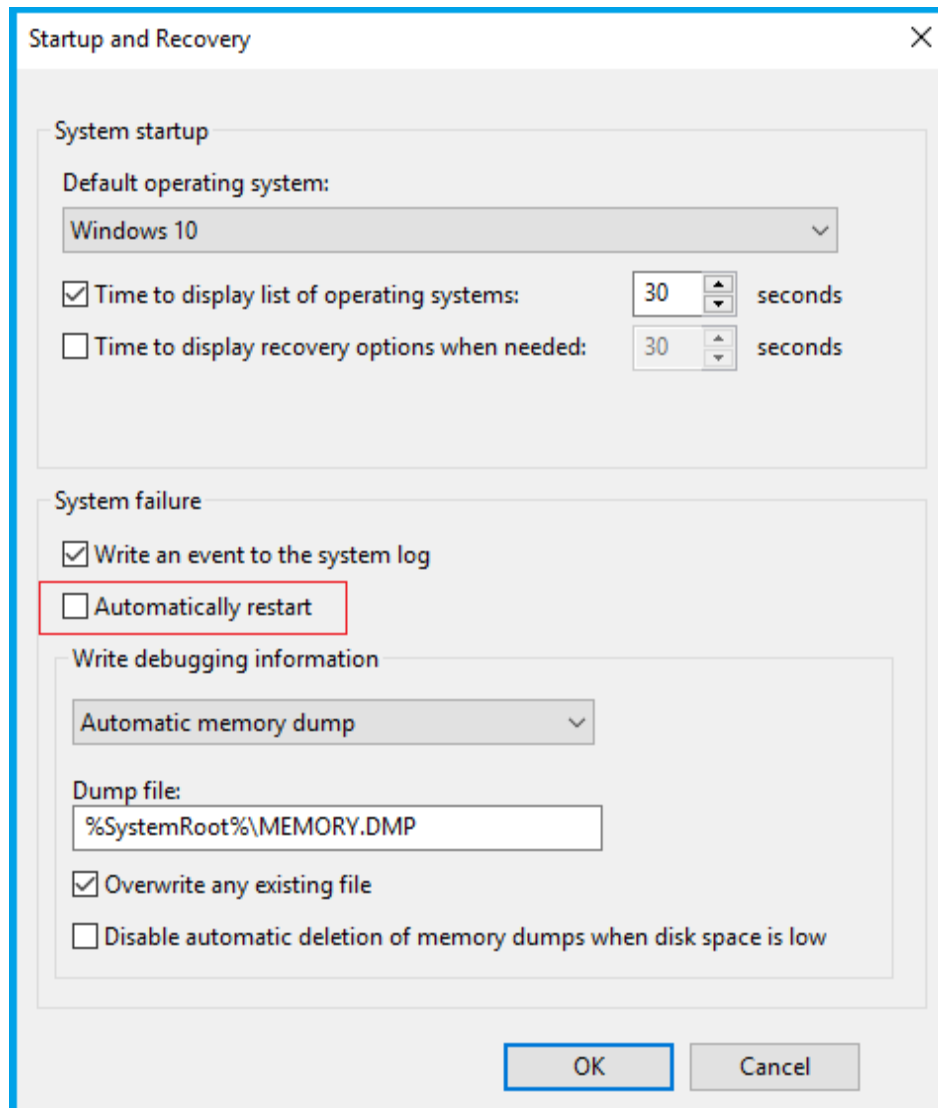 Startup and Recovery
System startup
Default operating system:
Windows 10
Time to display list of operating systems: 30 seconds
Time to display recovery options when needed: 30 seconds
System failure
Write an event to the system log
Automatically restart
Write debugging information
Automatic memory dump
Dump file:
%SystemRoot%\MEMORY.DMP
Overwrite any existing file
Disable automatic deletion of memory dumps when disk space is low
OK Cancel